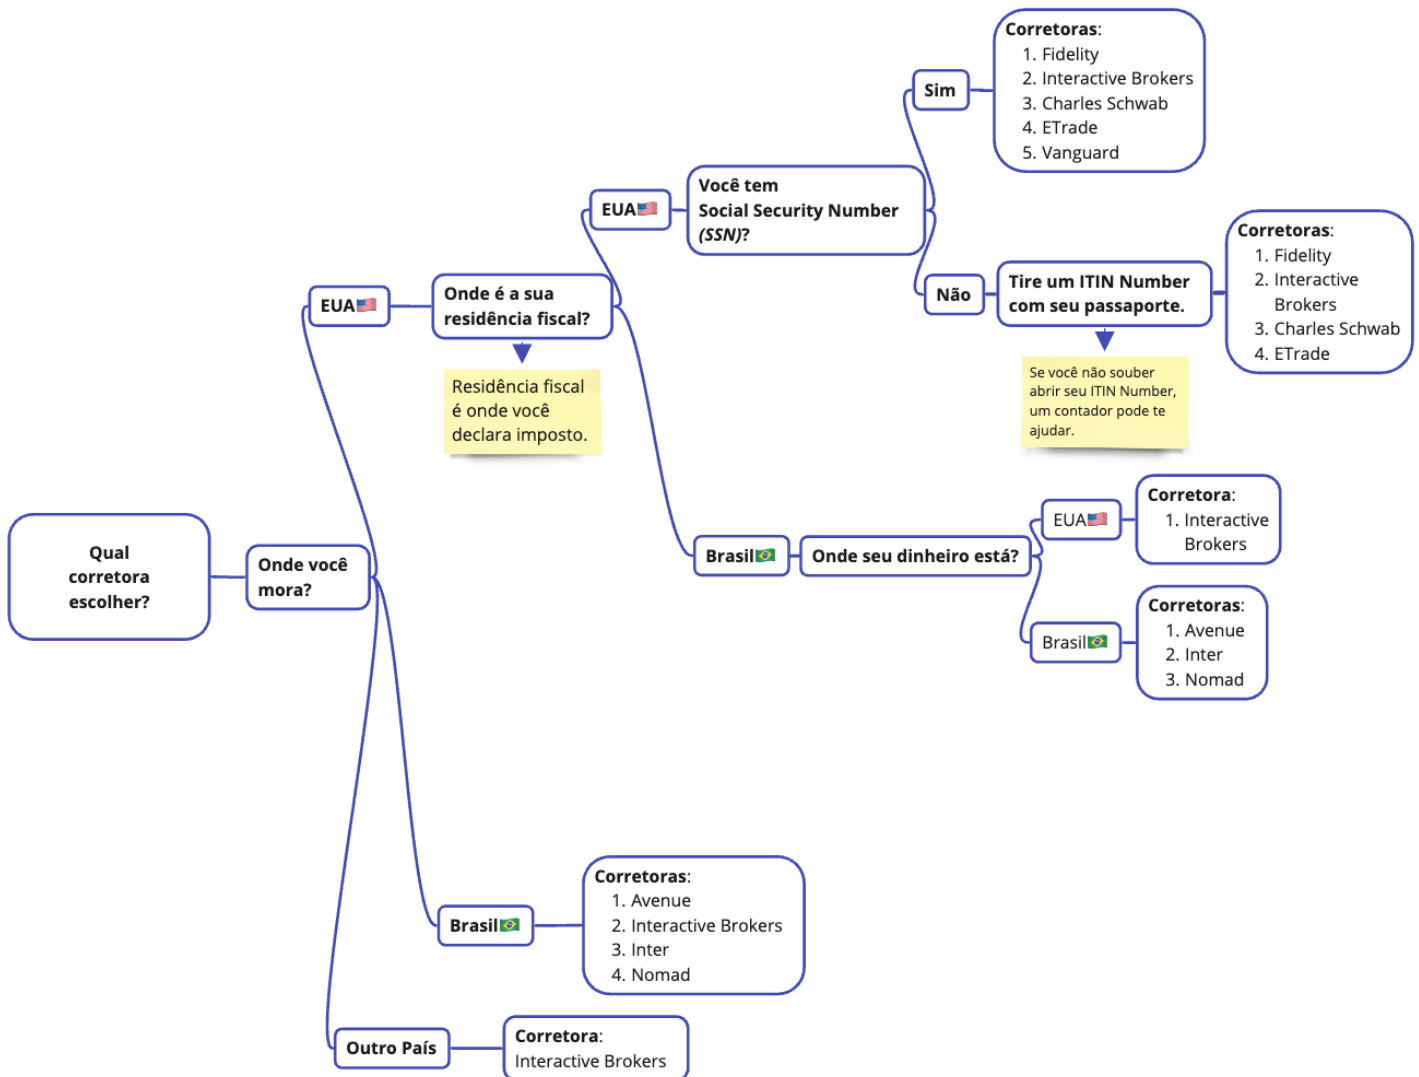 Corretoras:
1. Fidelity
2. Interactive Brokers
3. Charles Schwab
4. ETrade
5. Vanguard
Sim
Você tem
Social Security Number
(SSN)?
EUA
Não
Tire um ITIN Number
com seu passaporte.
Corretoras:
1. Fidelity
2. Interactive
Brokers
3. Charles Schwab
4. ETrade
Se você não souber
abrir seu ITIN Number,
um contador pode te
ajudar.
EUA
Onde é a sua
residência fiscal?
Residência fiscal
é onde você
declara imposto.
Qual
corretora
escolher?
Onde você
mora?
Brasil
Onde seu dinheiro está?
EUA
Corretora:
1. Interactive
Brokers
Brasil
Corretoras:
1. Avenue
2. Inter
3. Nomad
Brasil
Corretoras:
1. Avenue
2. Interactive Brokers
3. Inter
4. Nomad
Outro País
Corretora:
Interactive Brokers